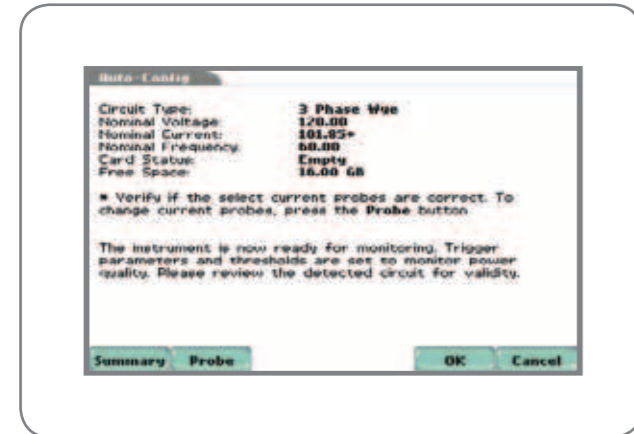 Auto-Config
Circuit Type: 3 Phase Wye
Nominal Voltage: 120.00
Nominal Current: 101.85*
Nominal Frequency: 60.00
Card Status: Empty
Free Space: 16.00 GB
* Verify if the select current probes are correct. To
change current probes, press the Probe button
The instrument is now ready for monitoring. Trigger
parameters and thresholds are set to monitor power
quality. Please review the detected circuit for validity.
Summary Probe OK Cancel